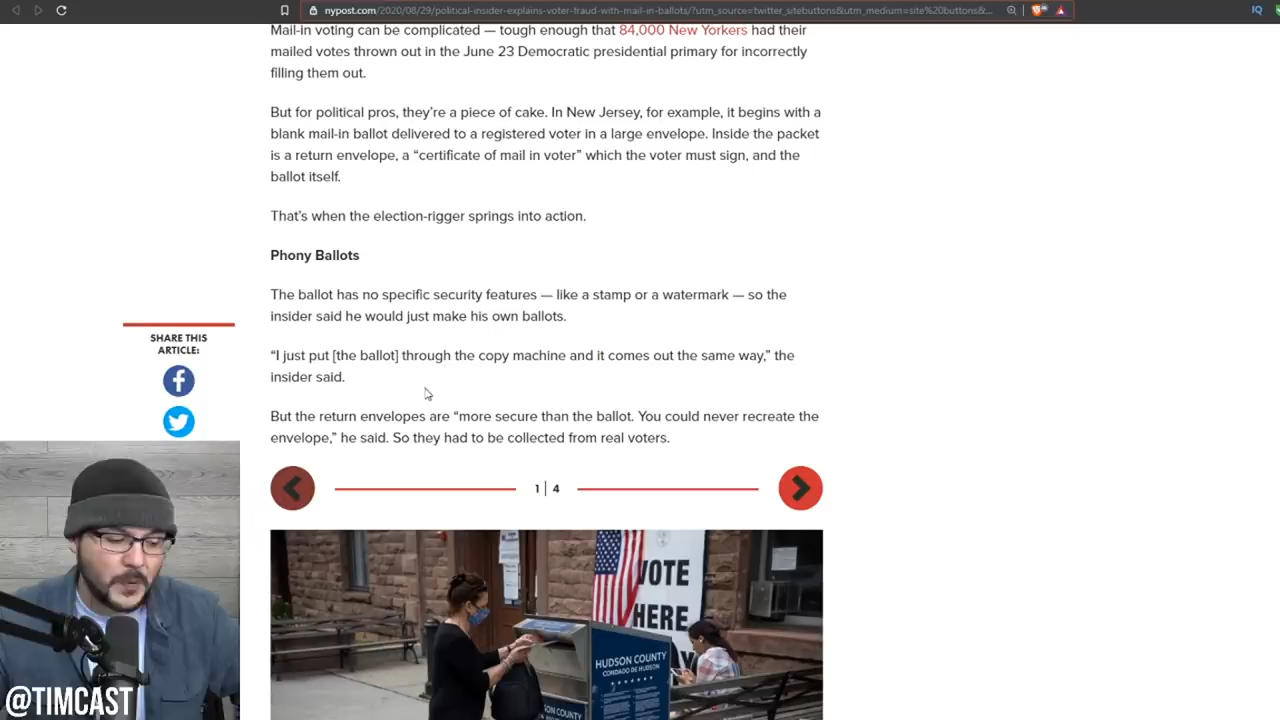 nypost.com/2020/08/29/political-insider-explains-voter-fraud-with-mail-in-ballots/?utm_source=twitter_sitebuttons&utm_medium=site%20buttons&...
IQ
Mail-in voting can be complicated — tough enough that 84,000 New Yorkers had their
mailed votes thrown out in the June 23 Democratic presidential primary for incorrectly
filling them out.
But for political pros, they’re a piece of cake. In New Jersey, for example, it begins with a
blank mail-in ballot delivered to a registered voter in a large envelope. Inside the packet
is a return envelope, a “certificate of mail in voter” which the voter must sign, and the
ballot itself.
That’s when the election-rigger springs into action.
Phony Ballots
The ballot has no specific security features — like a stamp or a watermark — so the
insider said he would just make his own ballots.
“I just put [the ballot] through the copy machine and it comes out the same way,” the
insider said.
But the return envelopes are “more secure than the ballot. You could never recreate the
envelope,” he said. So they had to be collected from real voters.
SHARE THIS
ARTICLE:
1 | 4
VOTE
HERE
HUDSON COUNTY
CONDADO DE HUDSON
@TIMCAST